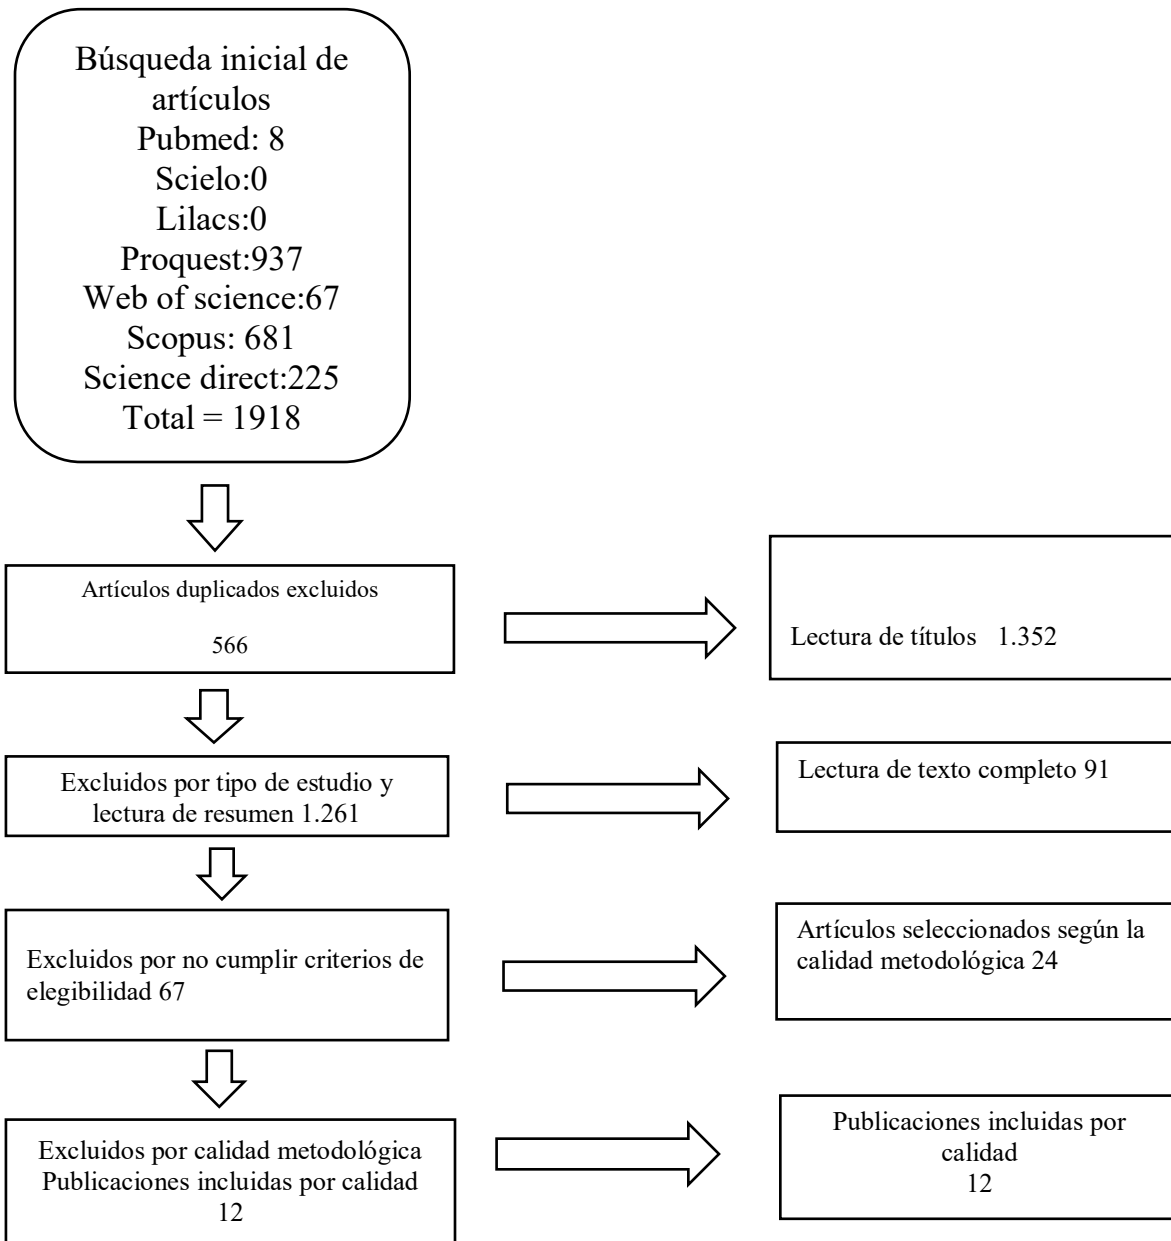 Búsqueda inicial de
artículos
Pubmed: 8
Scielo:0
Lilacs:0
Proquest:937
Web of science:67
Scopus: 681
Science direct:225
Total = 1918
Artículos duplicados excluidos
566
Lectura de títulos 1.352
Excluidos por tipo de estudio y
lectura de resumen 1.261
Lectura de texto completo 91
Excluidos por no cumplir criterios de
elegibilidad 67
Artículos seleccionados según la
calidad metodológica 24
Excluidos por calidad metodológica
Publicaciones incluidas por calidad
12
Publicaciones incluidas por
calidad
12